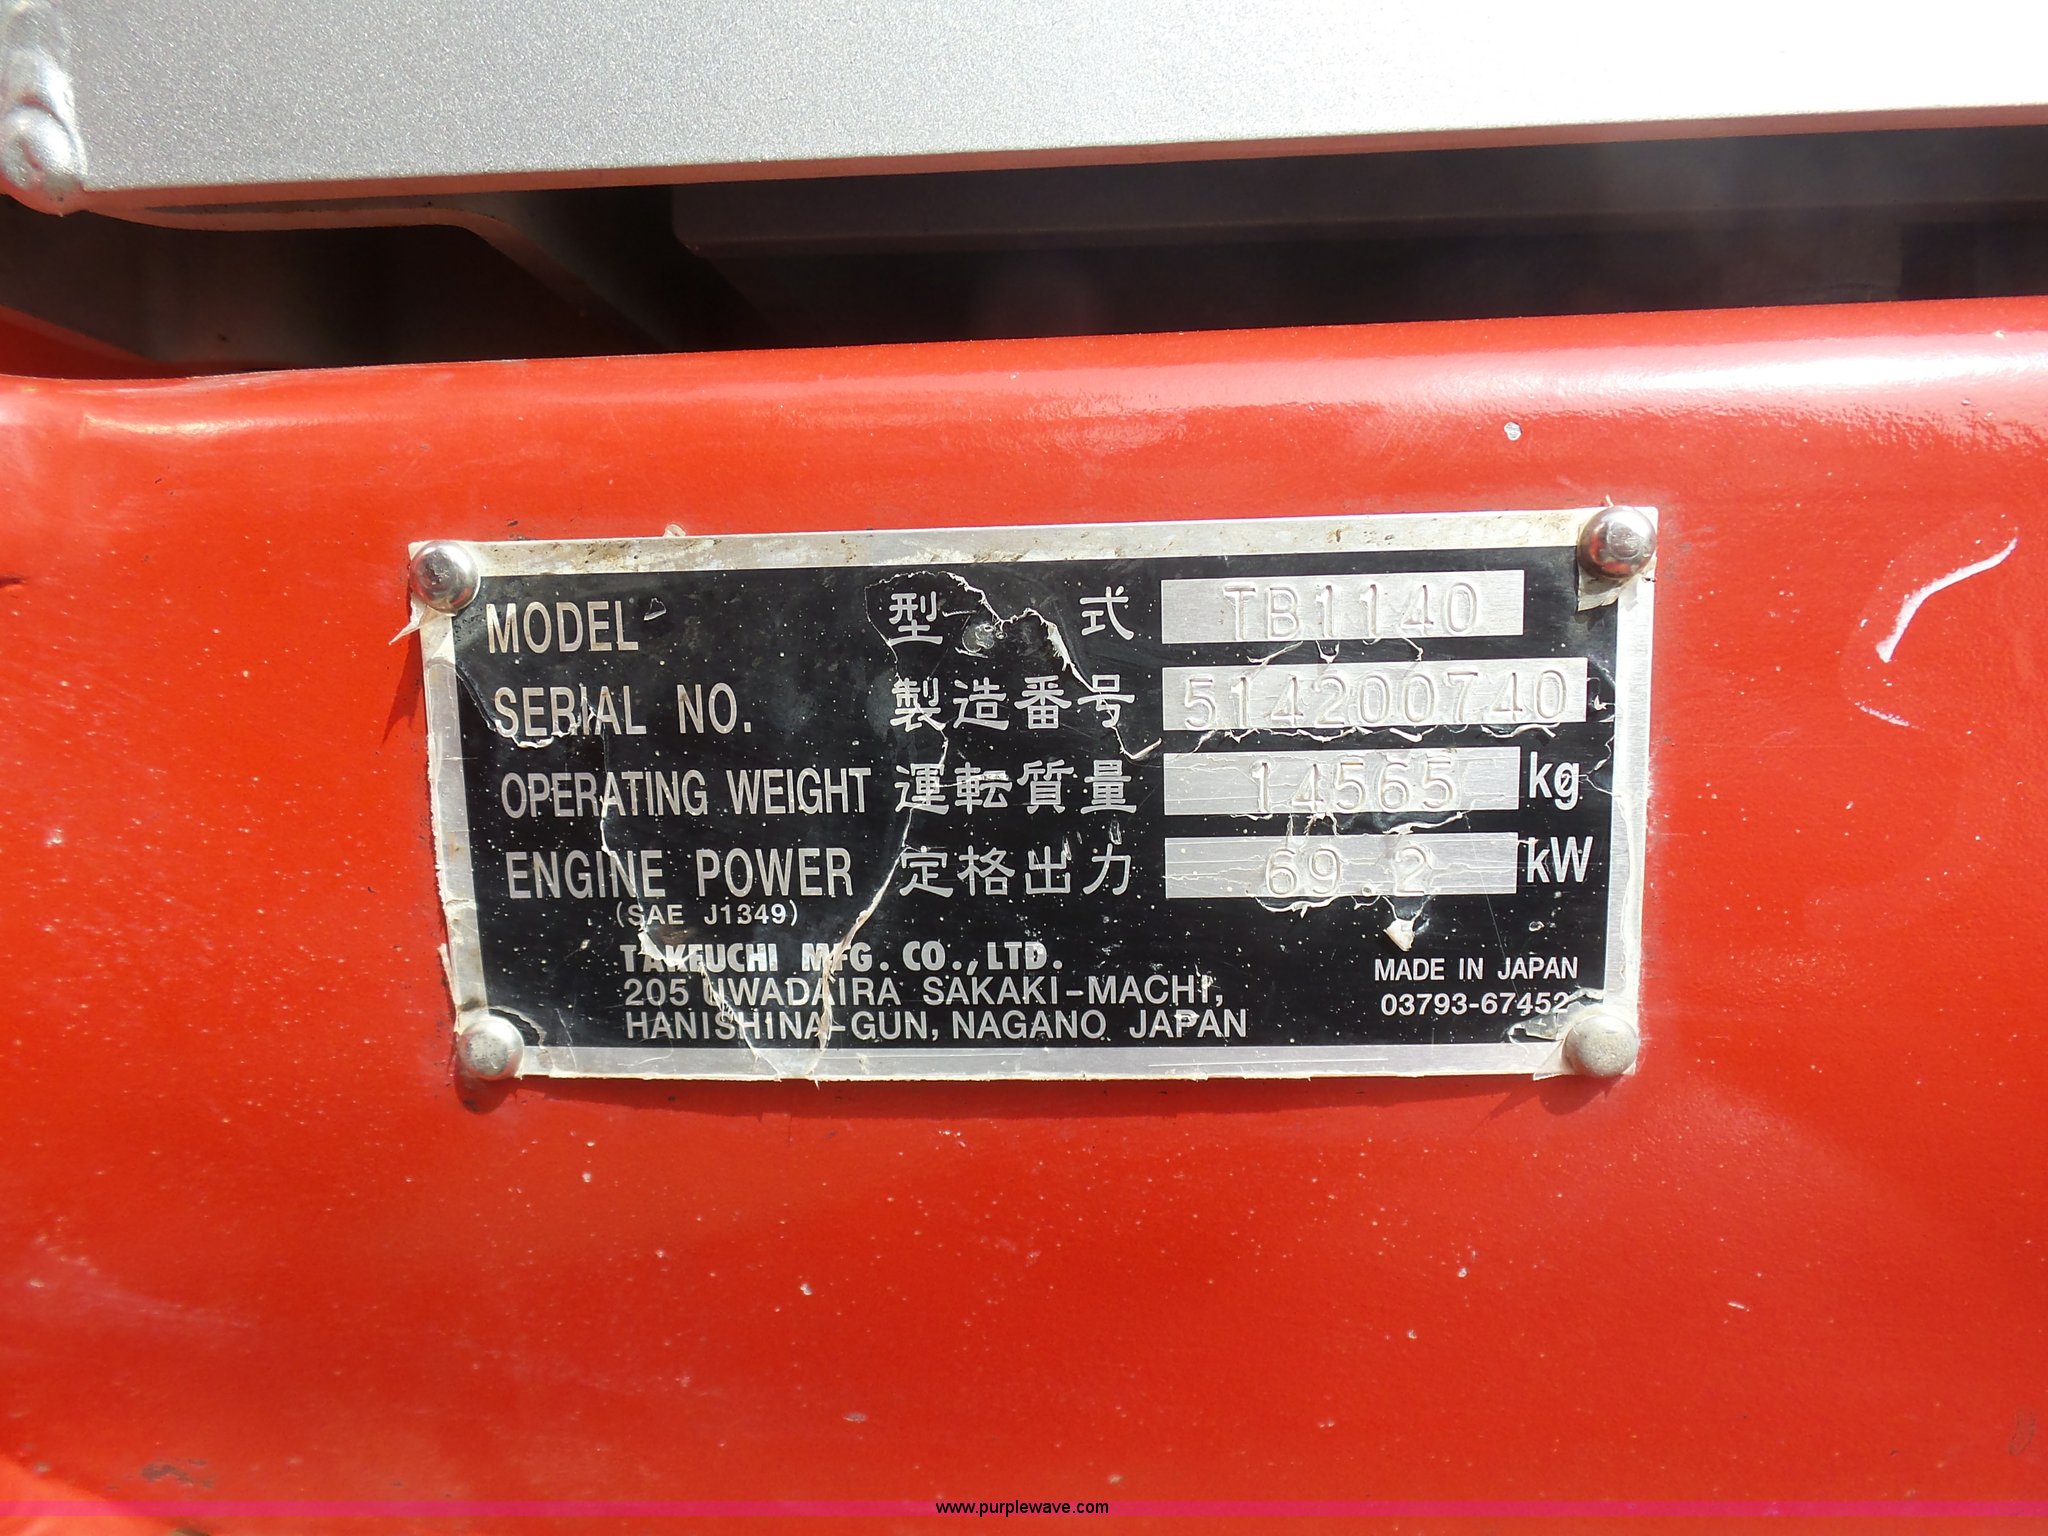 MODEL 型 式 TB1140
SERIAL NO. 製造番号 514200740
OPERATING WEIGHT 運転質量 14565 kg
ENGINE POWER 定格出力 69.2 kW
(SAE J1349)
TAKEUCHI MFG. CO., LTD.
205 UWADAIRA SAKAKI-MACHI,
HANISHINA-GUN, NAGANO JAPAN
MADE IN JAPAN
03793-67452
www.purplewave.com